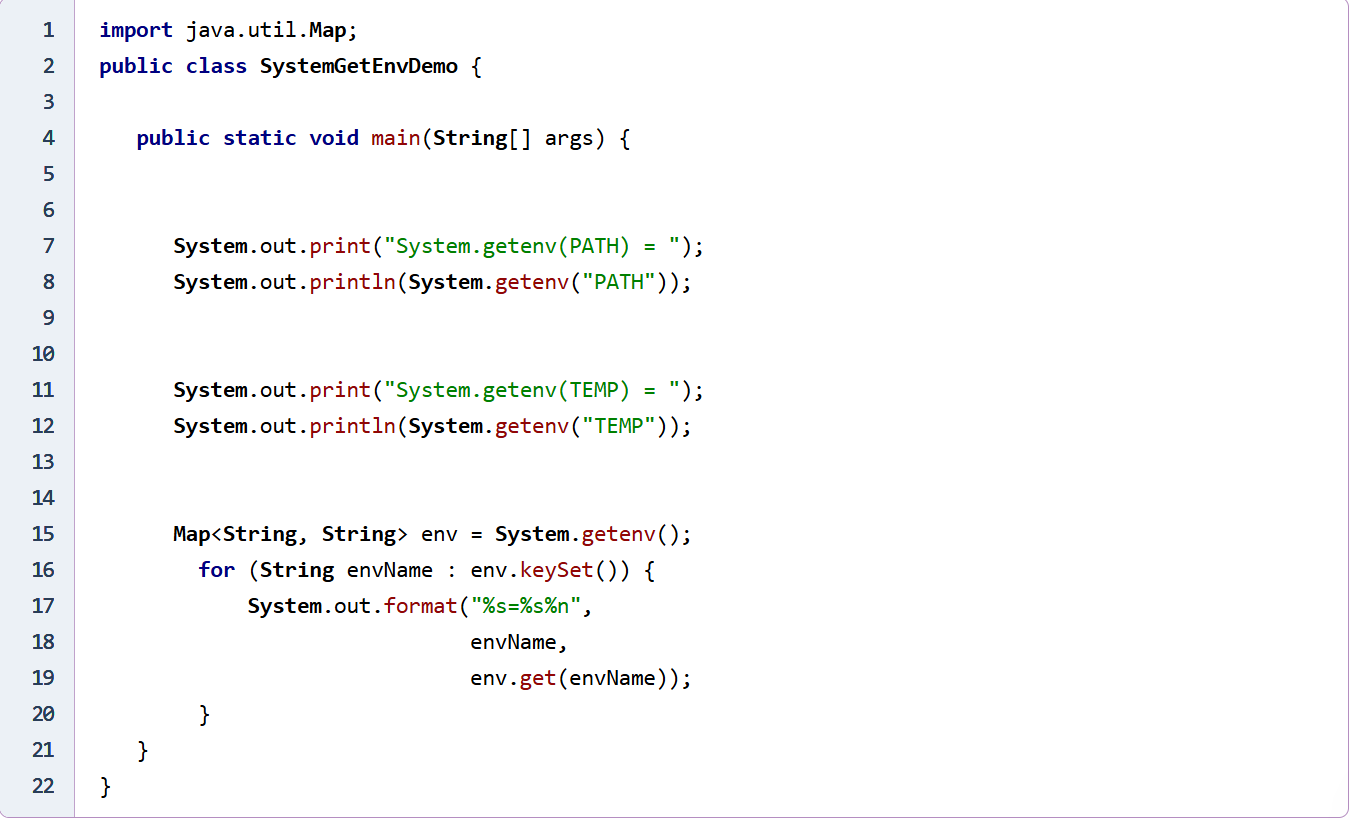 1 import java.util.Map;
2 public class SystemGetEnvDemo {
3
4 public static void main(String[] args) {
5
6
7 System.out.print("System.getenv(PATH) = ");
8 System.out.println(System.getenv("PATH"));
9
10
11 System.out.print("System.getenv(TEMP) = ");
12 System.out.println(System.getenv("TEMP"));
13
14
15 Map<String, String> env = System.getenv();
16 for (String envName : env.keySet()) {
17 System.out.format("%s=%s%n",
18 envName,
19 env.get(envName));
20 }
21 }
22 }